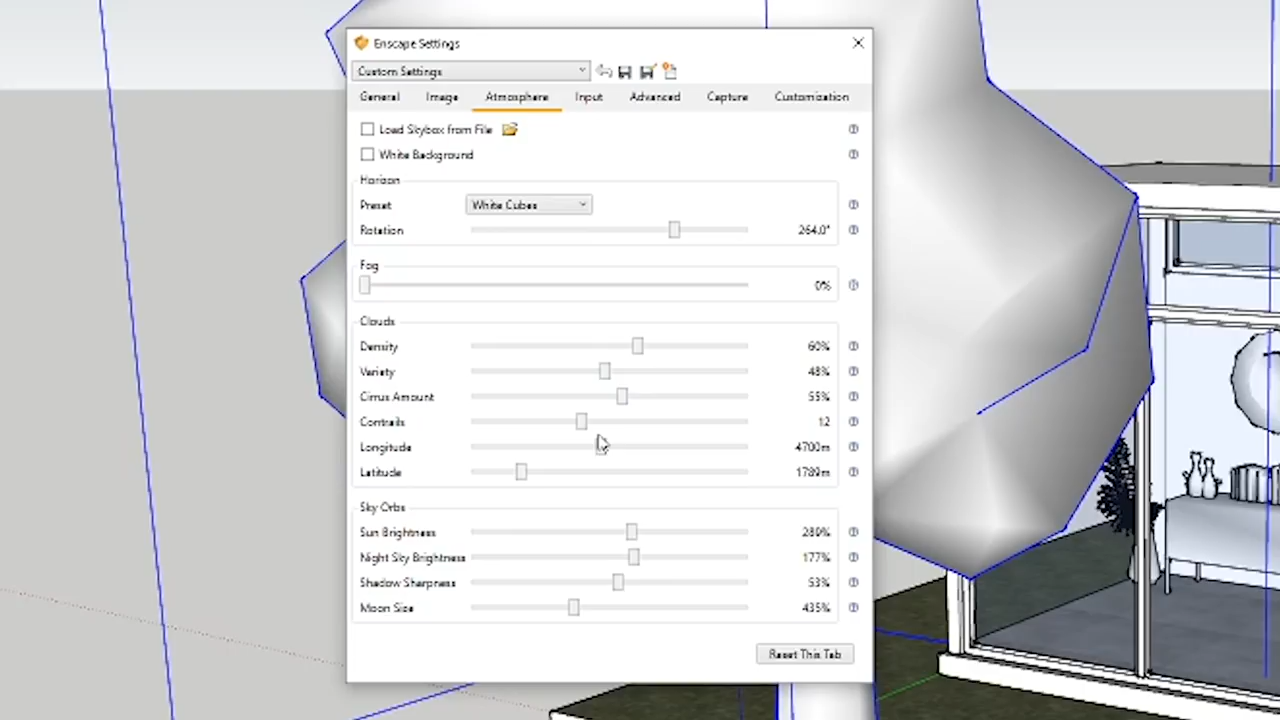 Enscape Settings
Custom Settings
General Image Atmosphere Input Advanced Capture Customization
Load Skybox from File
White Background
Horizon
Preset White Cubes
Rotation 264.0°
Fog
0%
Clouds
Density 60%
Variety 48%
Cirrus Amount 55%
Contrails 12
Longitude 4700m
Latitude 1789m
Sky Orbs
Sun Brightness 289%
Night Sky Brightness 177%
Shadow Sharpness 53%
Moon Size 435%
Reset This Tab